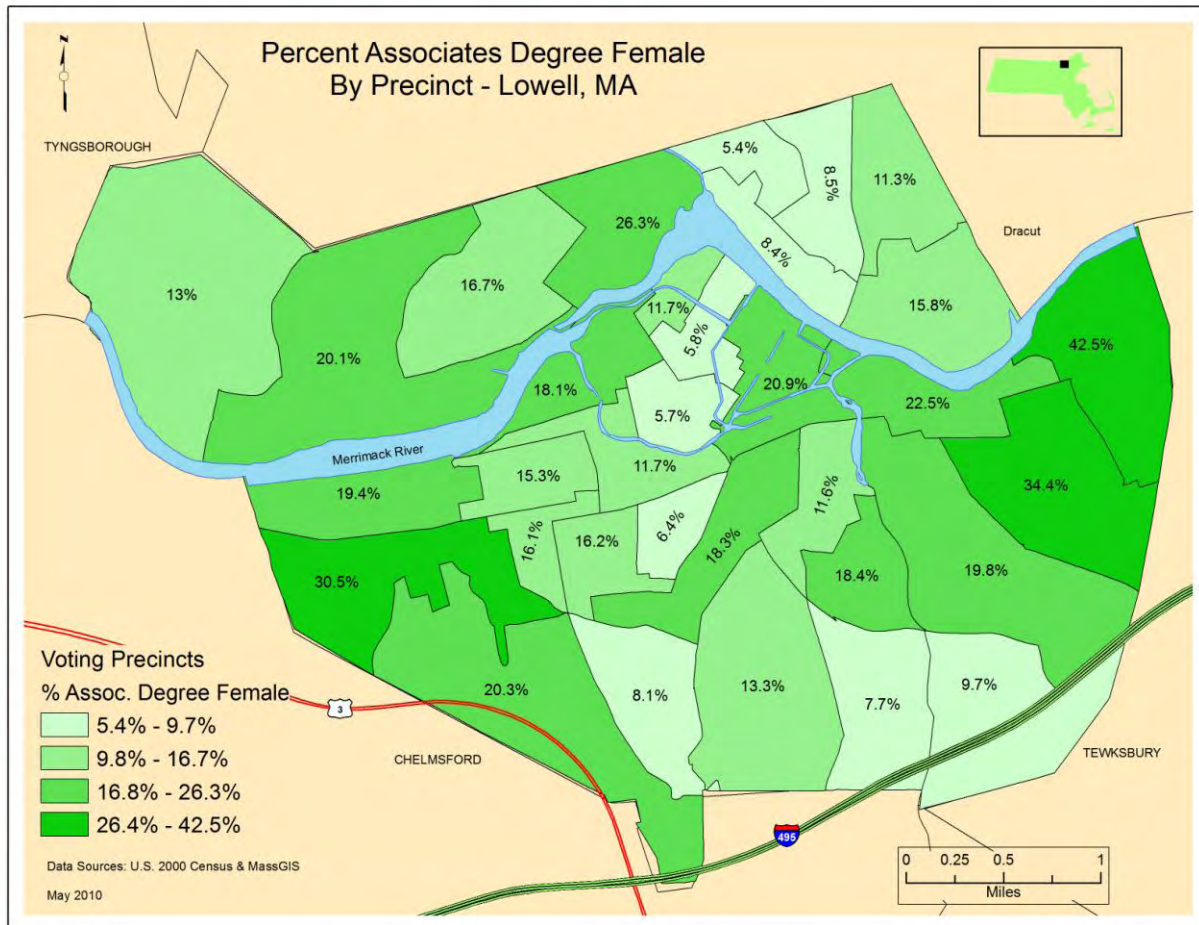 Percent Associates Degree Female
By Precinct - Lowell, MA
z
TYNGSBOROUGH
5.4%
8.5%
11.3%
26.3%
Dracut
8.4%
16.7%
13%
15.8%
11.7%
42.5%
20.1%
5.8%
18.1%
20.9%
22.5%
5.7%
Merrimack River
11.7%
15.3%
19.4%
34.4%
11.6%
6.4%
16.1%
16.2%
18.3%
30.5%
18.4%
19.8%
20.3%
8.1%
13.3%
7.7%
9.7%
Voting Precincts
% Assoc. Degree Female
5.4% - 9.7%
9.8% - 16.7%
16.8% - 26.3%
26.4% - 42.5%
3
CHELMSFORD
TEWKSBURY
495
Data Sources: U.S. 2000 Census & MassGIS
May 2010
0 0.25 0.5 1
Miles